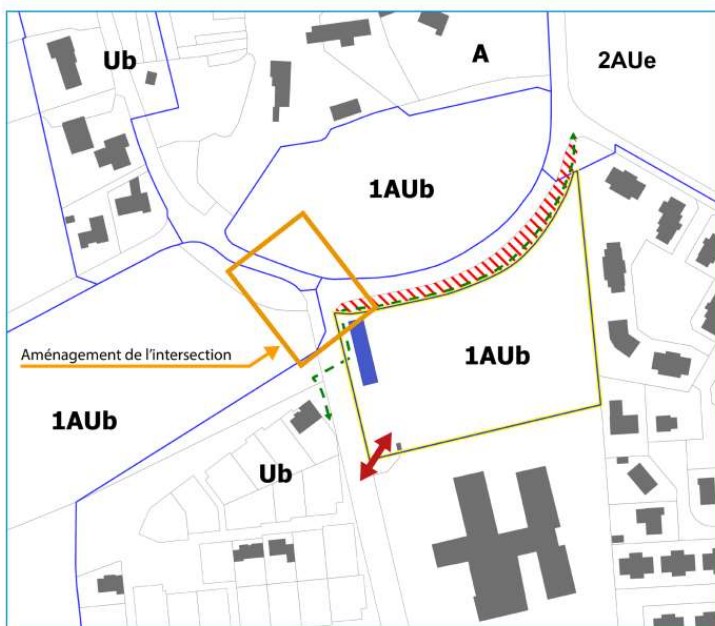 Ub
A
2AUe
1AUb
1AUb
Aménagement de l'intersection
1AUb
Ub